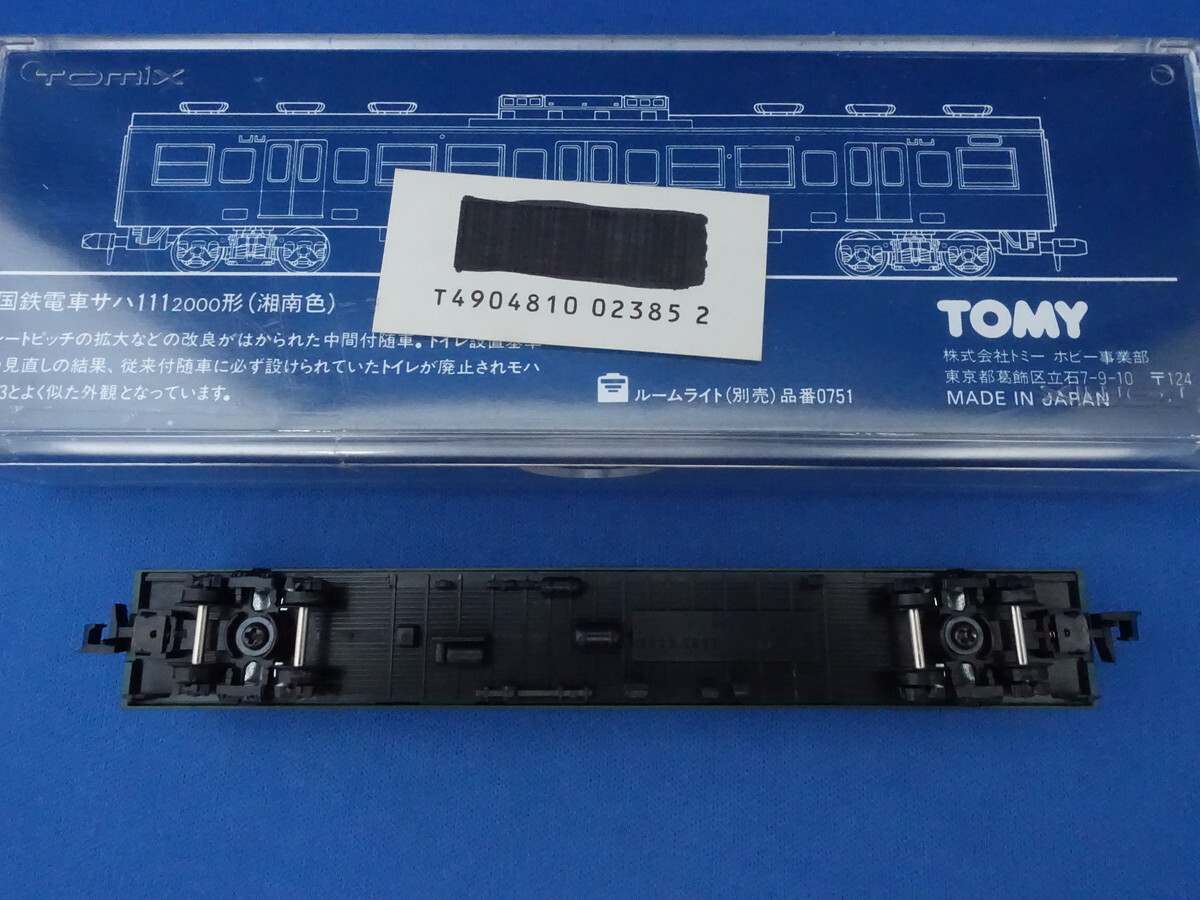 TOMIX
T4904810 02385 2
国鉄電車サハ111 2000形(湘南色)
ートピッチの拡大などの改良がはかられた中間付随車。トイレ設置基準
見直しの結果、従来付随車に必ず設けられていたトイレが廃止されモハ
3とよく似た外観となっています。
ルームライト(別売)品番0751
TOMY
株式会社トミー ホビー事業部
東京都葛飾区立石7-9-10 〒124
MADE IN JAPAN